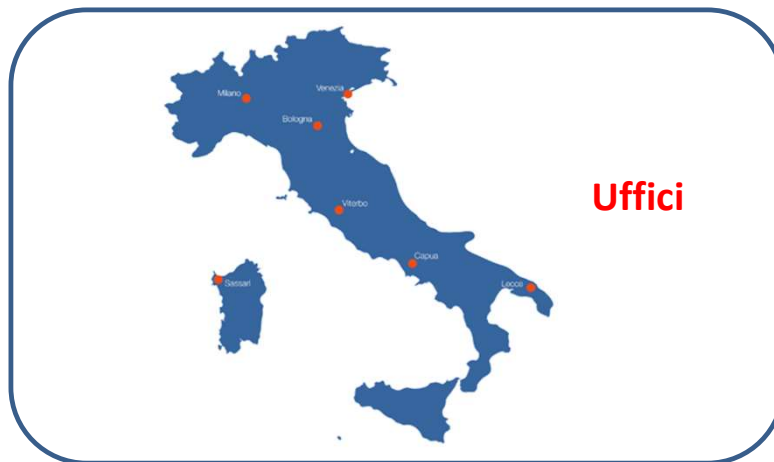 Venezia
Milano
Bologna
Uffici
Viterbo
Capua
Sassari
Lecce